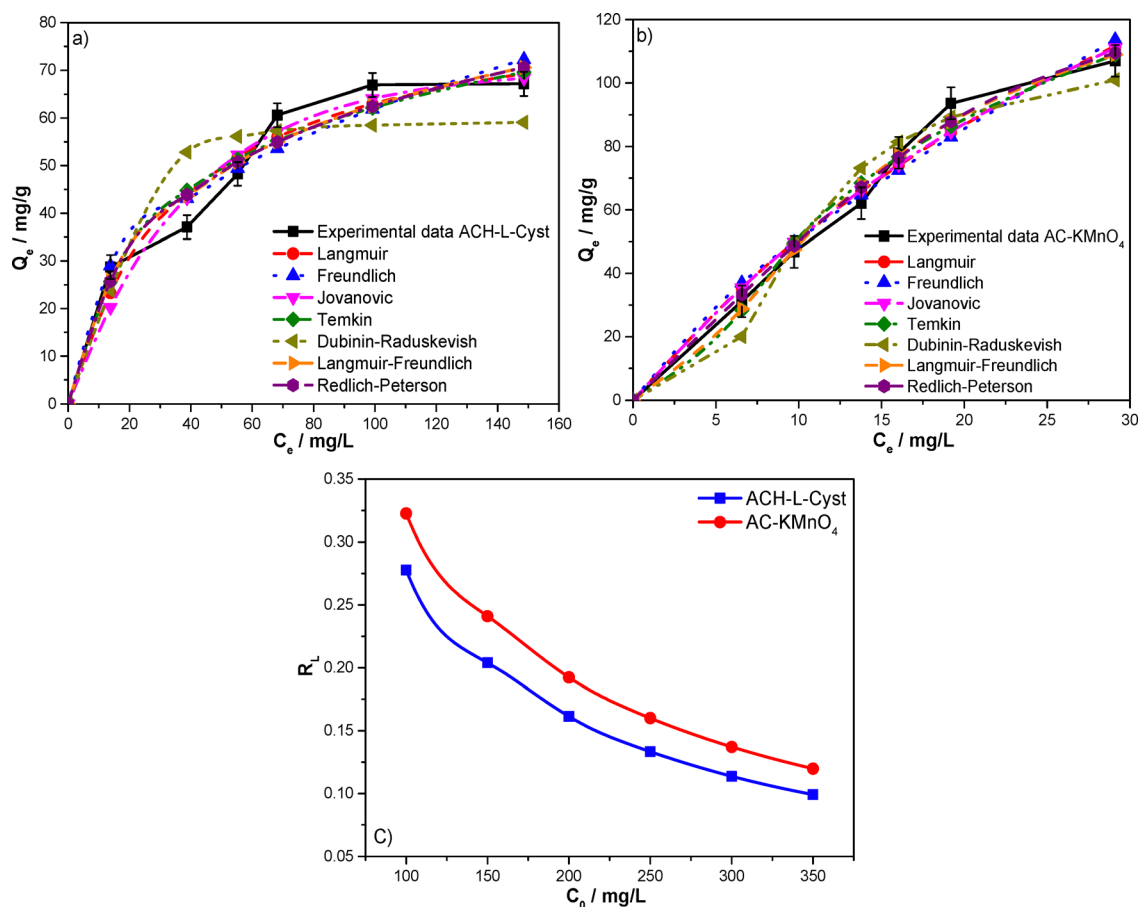 a)
80
70
60
50
40
30
20
10
0
Q_e / mg/g
Experimental data ACH-L-Cyst
Langmuir
Freundlich
Jovanovic
Temkin
Dubinin-Raduskevish
Langmuir-Freundlich
Redlich-Peterson
0 20 40 60 80 100 120 140 160
C_e / mg/L
b)
120
100
80
60
40
20
0
Q_e / mg/g
Experimental data AC-KMnO₄
Langmuir
Freundlich
Jovanovic
Temkin
Dubinin-Raduskevish
Langmuir-Freundlich
Redlich-Peterson
0 5 10 15 20 25 30
C_e / mg/L
0.35
0.30
0.25
0.20
0.15
0.10
0.05
R_L
ACH-L-Cyst
AC-KMnO₄
C)
100 150 200 250 300 350
C₀ / mg/L